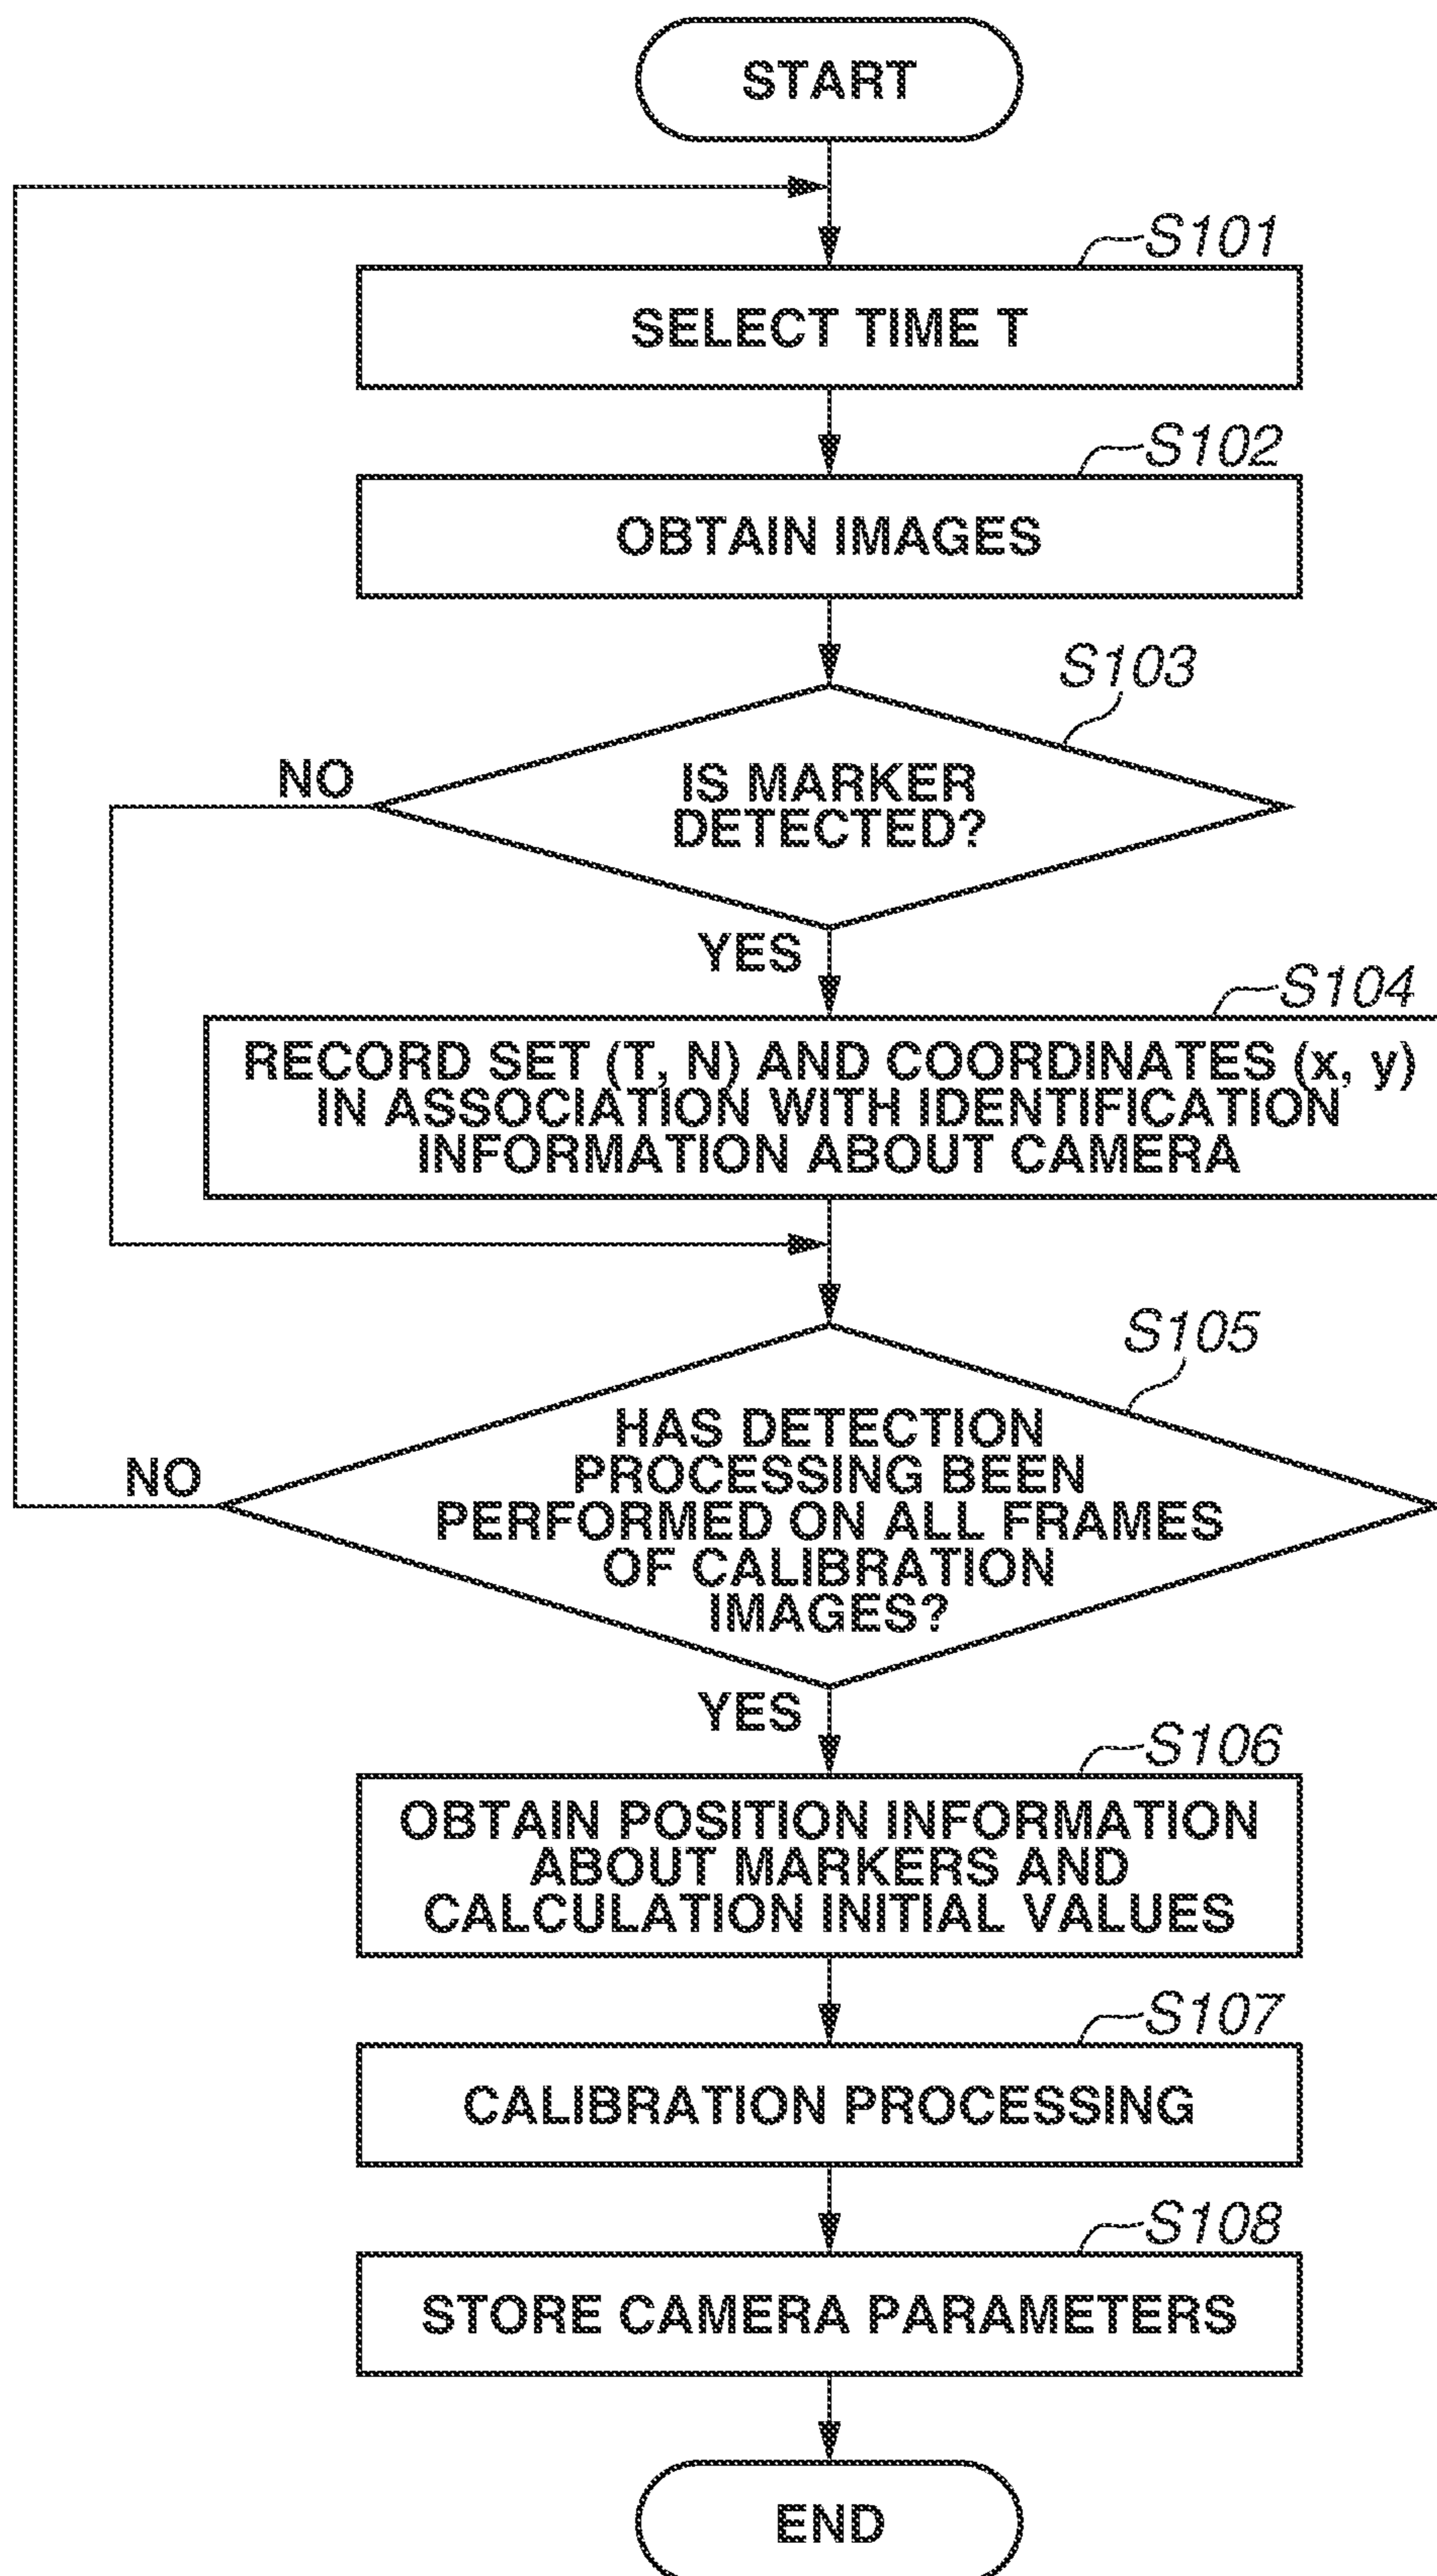 START
S101
SELECT TIME T
S102
OBTAIN IMAGES
S103
NO
IS MARKER
DETECTED?
YES
S104
RECORD SET (T, N) AND COORDINATES (x, y)
IN ASSOCIATION WITH IDENTIFICATION
INFORMATION ABOUT CAMERA
S105
NO
HAS DETECTION
PROCESSING BEEN
PERFORMED ON ALL FRAMES
OF CALIBRATION
IMAGES?
YES
S106
OBTAIN POSITION INFORMATION
ABOUT MARKERS AND
CALCULATION INITIAL VALUES
S107
CALIBRATION PROCESSING
S108
STORE CAMERA PARAMETERS
END